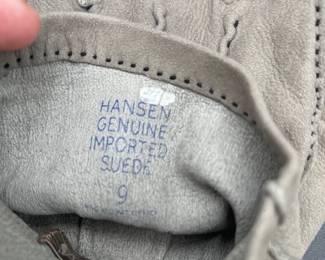 HANSEN
GENUINE
IMPORTED
SUEDE
9